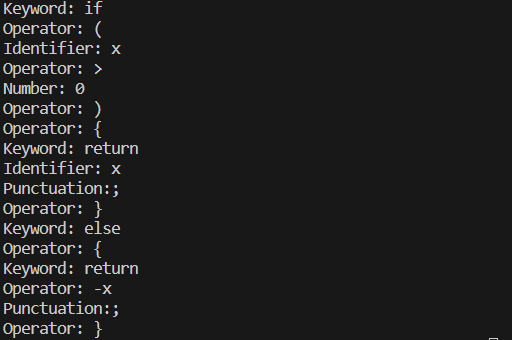 Keyword: if
Operator: (
Identifier: x
Operator: >
Number: 0
Operator: )
Operator: {
Keyword: return
Identifier: x
Punctuation:;
Operator: }
Keyword: else
Operator: {
Keyword: return
Operator: -x
Punctuation:;
Operator: }